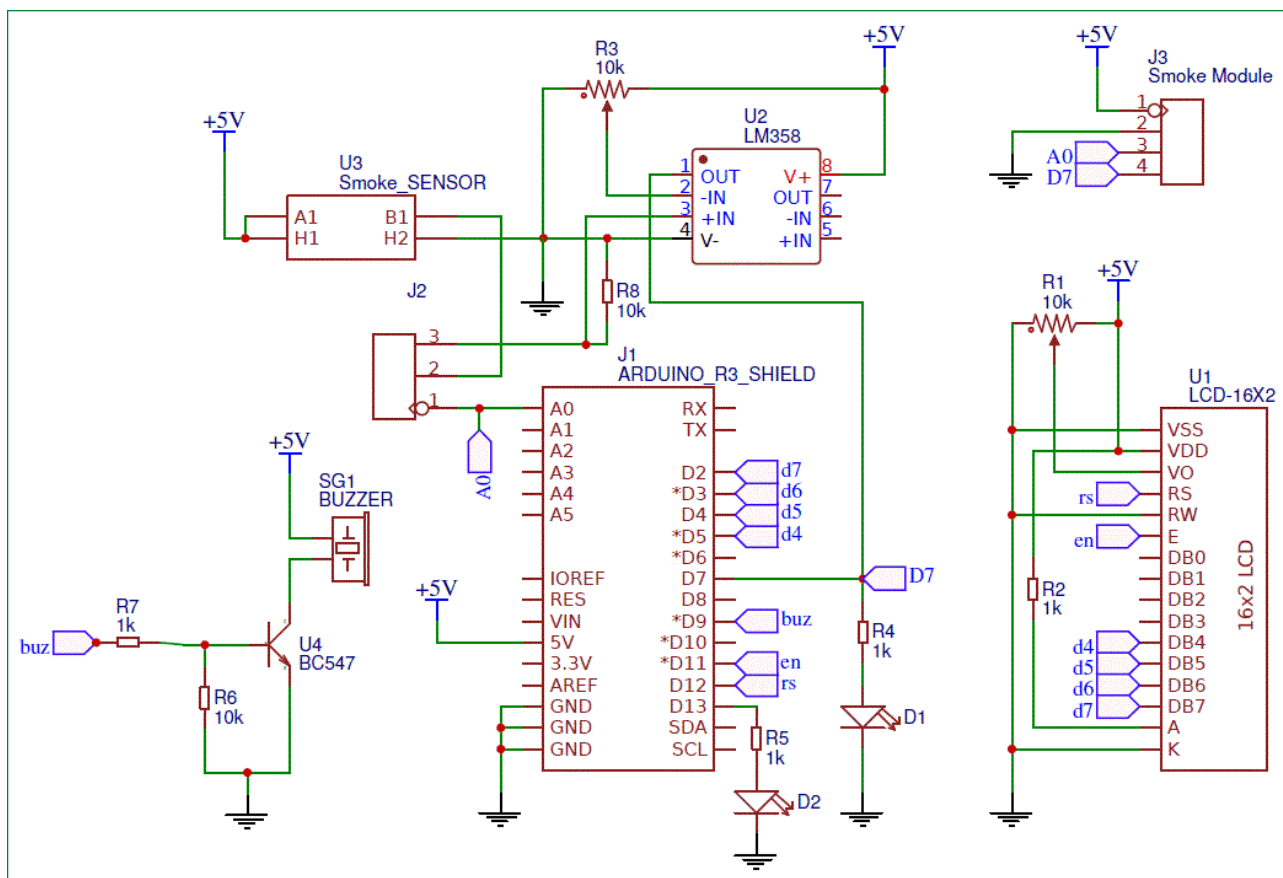 +5V
R3
10k
+5V
J3
Smoke Module
1
2
3
4
A0
D7
+5V
U3
Smoke_SENSOR
A1
H1
B1
H2
U2
LM358
1
2
3
4
OUT
-IN
+IN
V-
V+
OUT
-IN
+IN
8
7
6
5
R8
10k
J2
3
2
1
A0
J1
ARDUINO_R3_SHIELD
A0
A1
A2
A3
A4
A5
IOREF
RES
VIN
5V
3.3V
AREF
GND
GND
GND
RX
TX
D2
*D3
D4
*D5
*D6
D7
D8
*D9
*D10
*D11
D12
D13
SDA
SCL
d7
d6
d5
d4
D7
buz
en
rs
+5V
R4
1k
D1
R5
1k
D2
+5V
SG1
BUZZER
buz
R7
1k
U4
BC547
R6
10k
+5V
R1
10k
U1
LCD-16X2
16x2 LCD
VSS
VDD
VO
RS
RW
E
DB0
DB1
DB2
DB3
DB4
DB5
DB6
DB7
A
K
rs
en
R2
1k
d4
d5
d6
d7